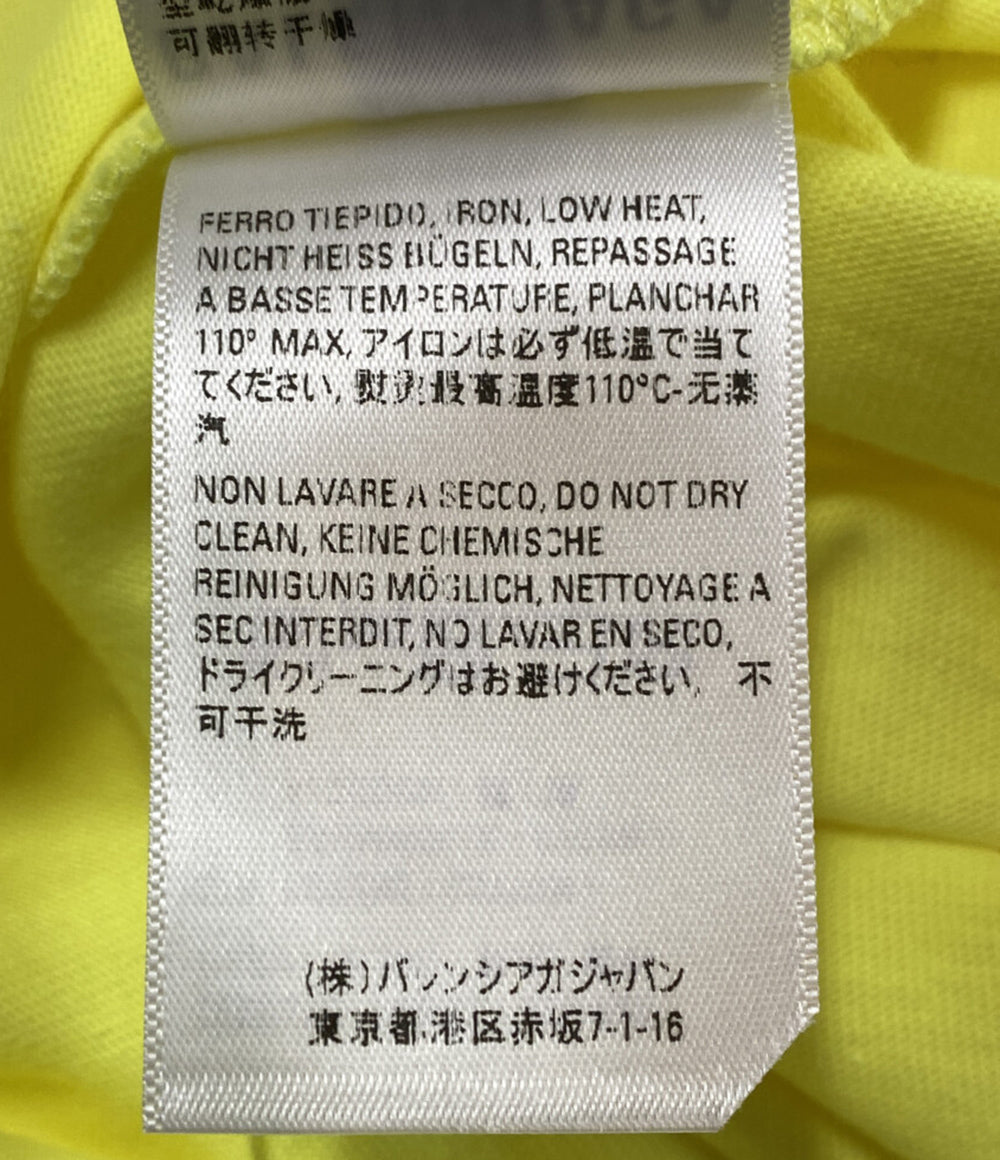 可翻转干燥
FERRO TIEPIDO, IRON, LOW HEAT,
NICHT HEISS BÜGELN, REPASSAGE
A BASSE TEMPERATURE, PLANCHAR
110° MAX, アイロンは必ず低温で当て
てください, 熨烫最高温度110°C-无蒸
汽
NON LAVARE A SECCO, DO NOT DRY
CLEAN, KEINE CHEMISCHE
REINIGUNG MÖGLICH, NETTOYAGE A
SEC INTERDIT, NO LAVAR EN SECO,
ドライクリーニングはお避けください, 不
可干洗
(株)バレンシアガジャパン
東京都港区赤坂7-1-16